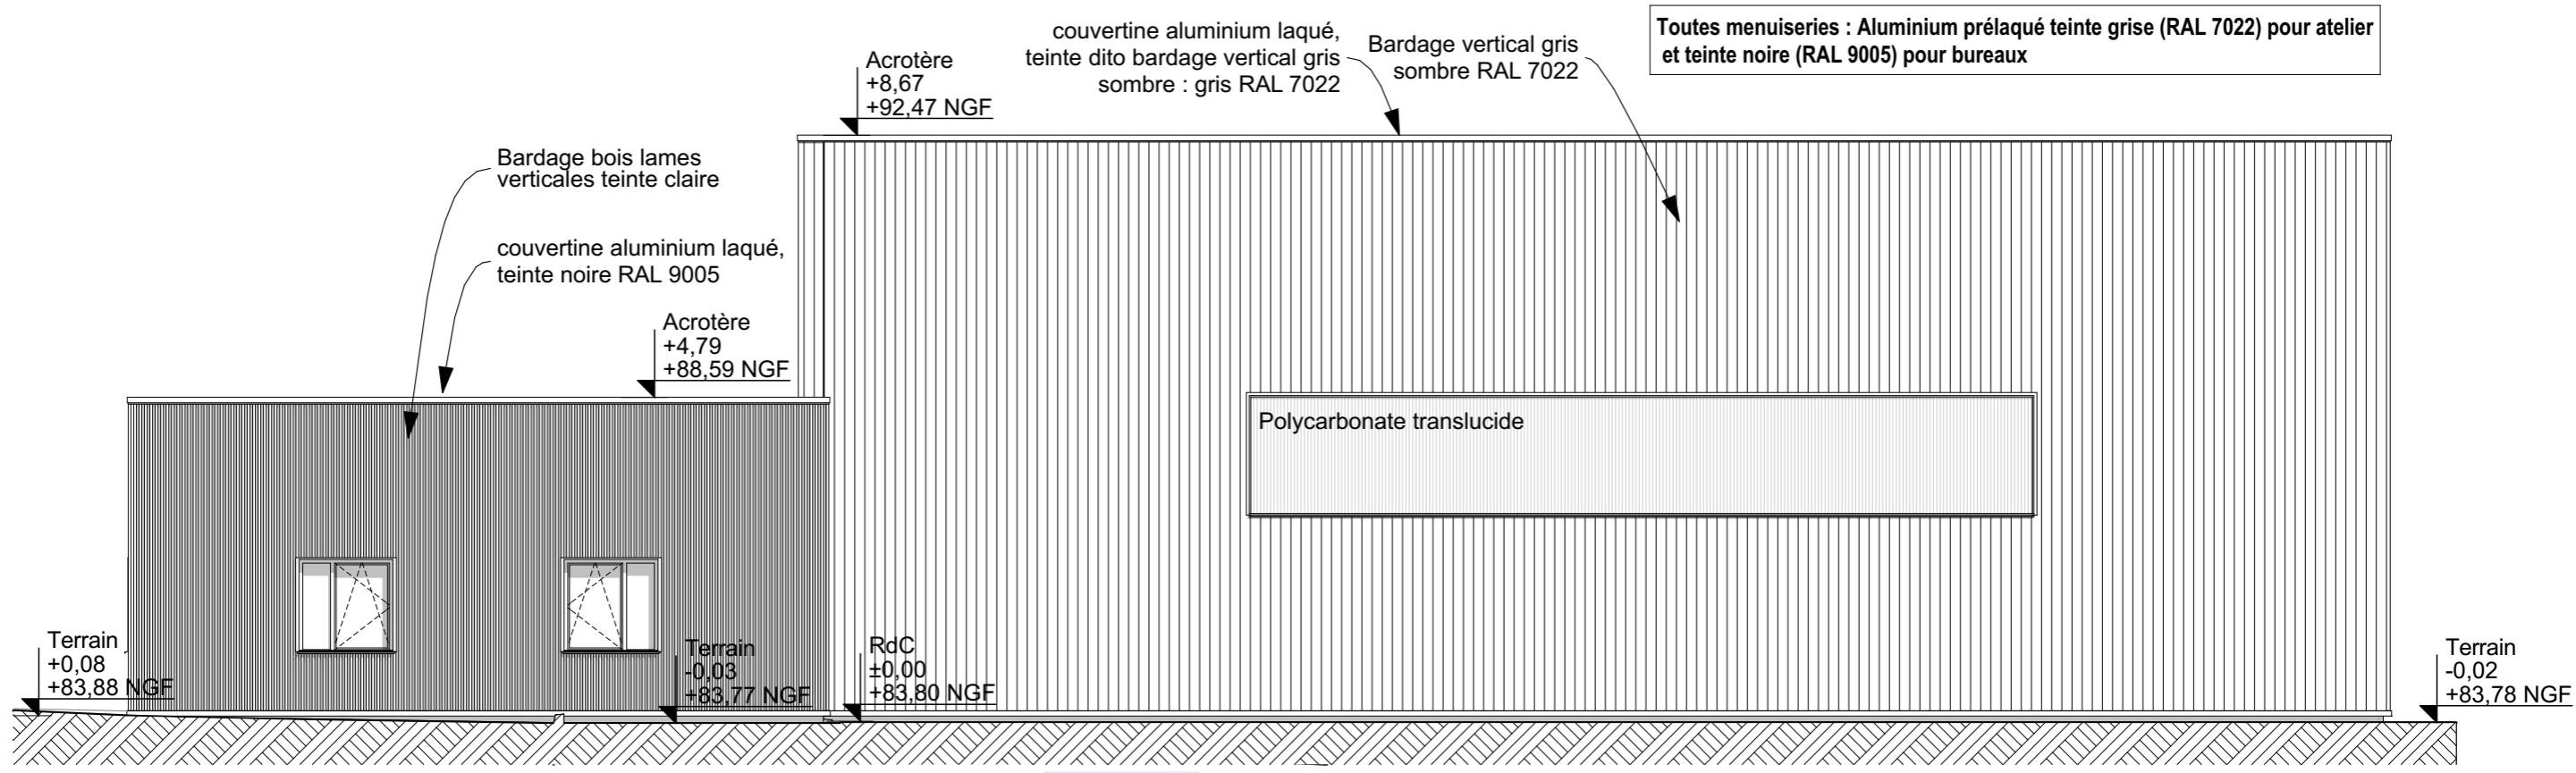 Toutes menuiseries : Aluminium prélaqué teinte grise (RAL 7022) pour atelier
et teinte noire (RAL 9005) pour bureaux
couvertine aluminium laqué,
teinte dito bardage vertical gris
sombre : gris RAL 7022
Bardage vertical gris
sombre RAL 7022
Acrotère
+8,67
+92,47 NGF
Bardage bois lames
verticales teinte claire
couvertine aluminium laqué,
teinte noire RAL 9005
Acrotère
+4,79
+88,59 NGF
Polycarbonate translucide
Terrain
+0,08
+83,88 NGF
Terrain
-0,03
+83,77 NGF
RdC
±0,00
+83,80 NGF
Terrain
-0,02
+83,78 NGF